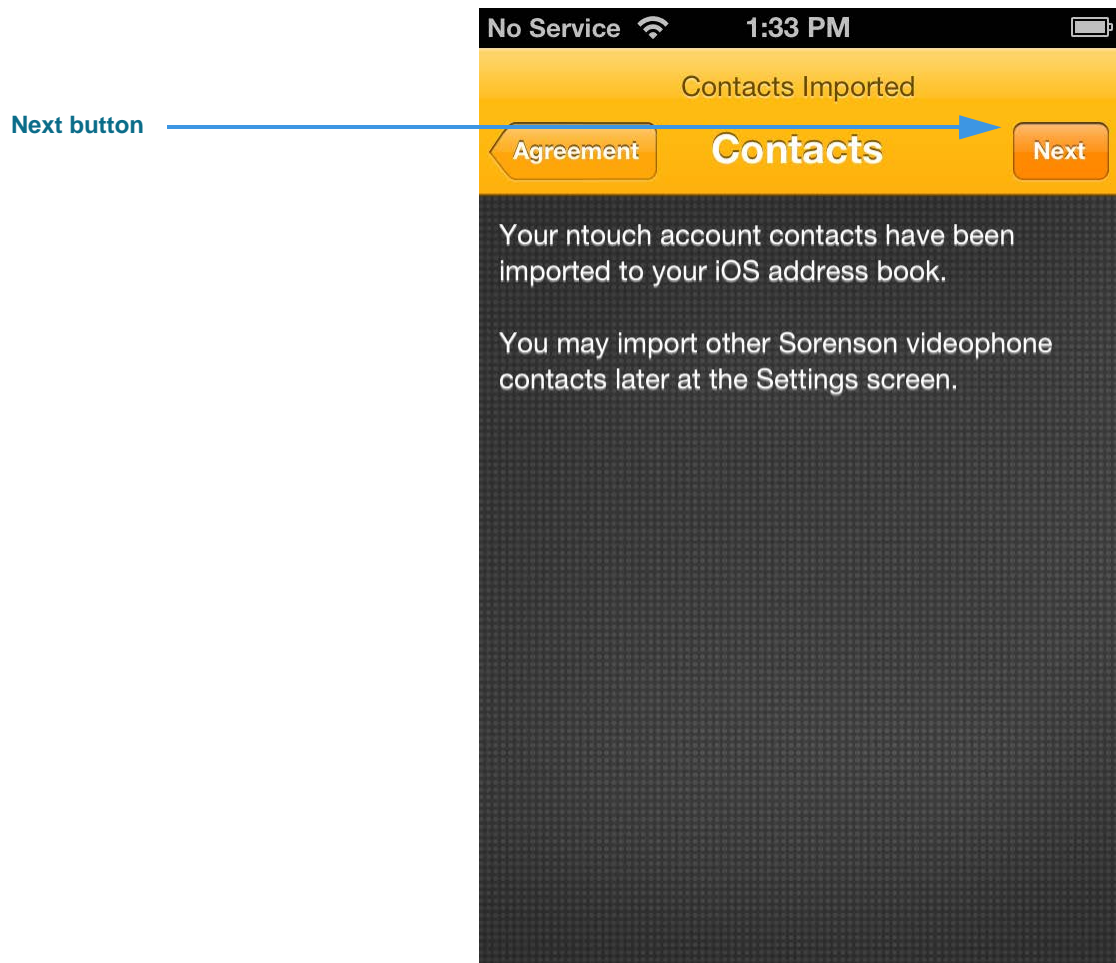 No Service 1:33 PM
Contacts Imported
Next button
Agreement Contacts Next
Your ntouch account contacts have been
imported to your iOS address book.
You may import other Sorenson videophone
contacts later at the Settings screen.